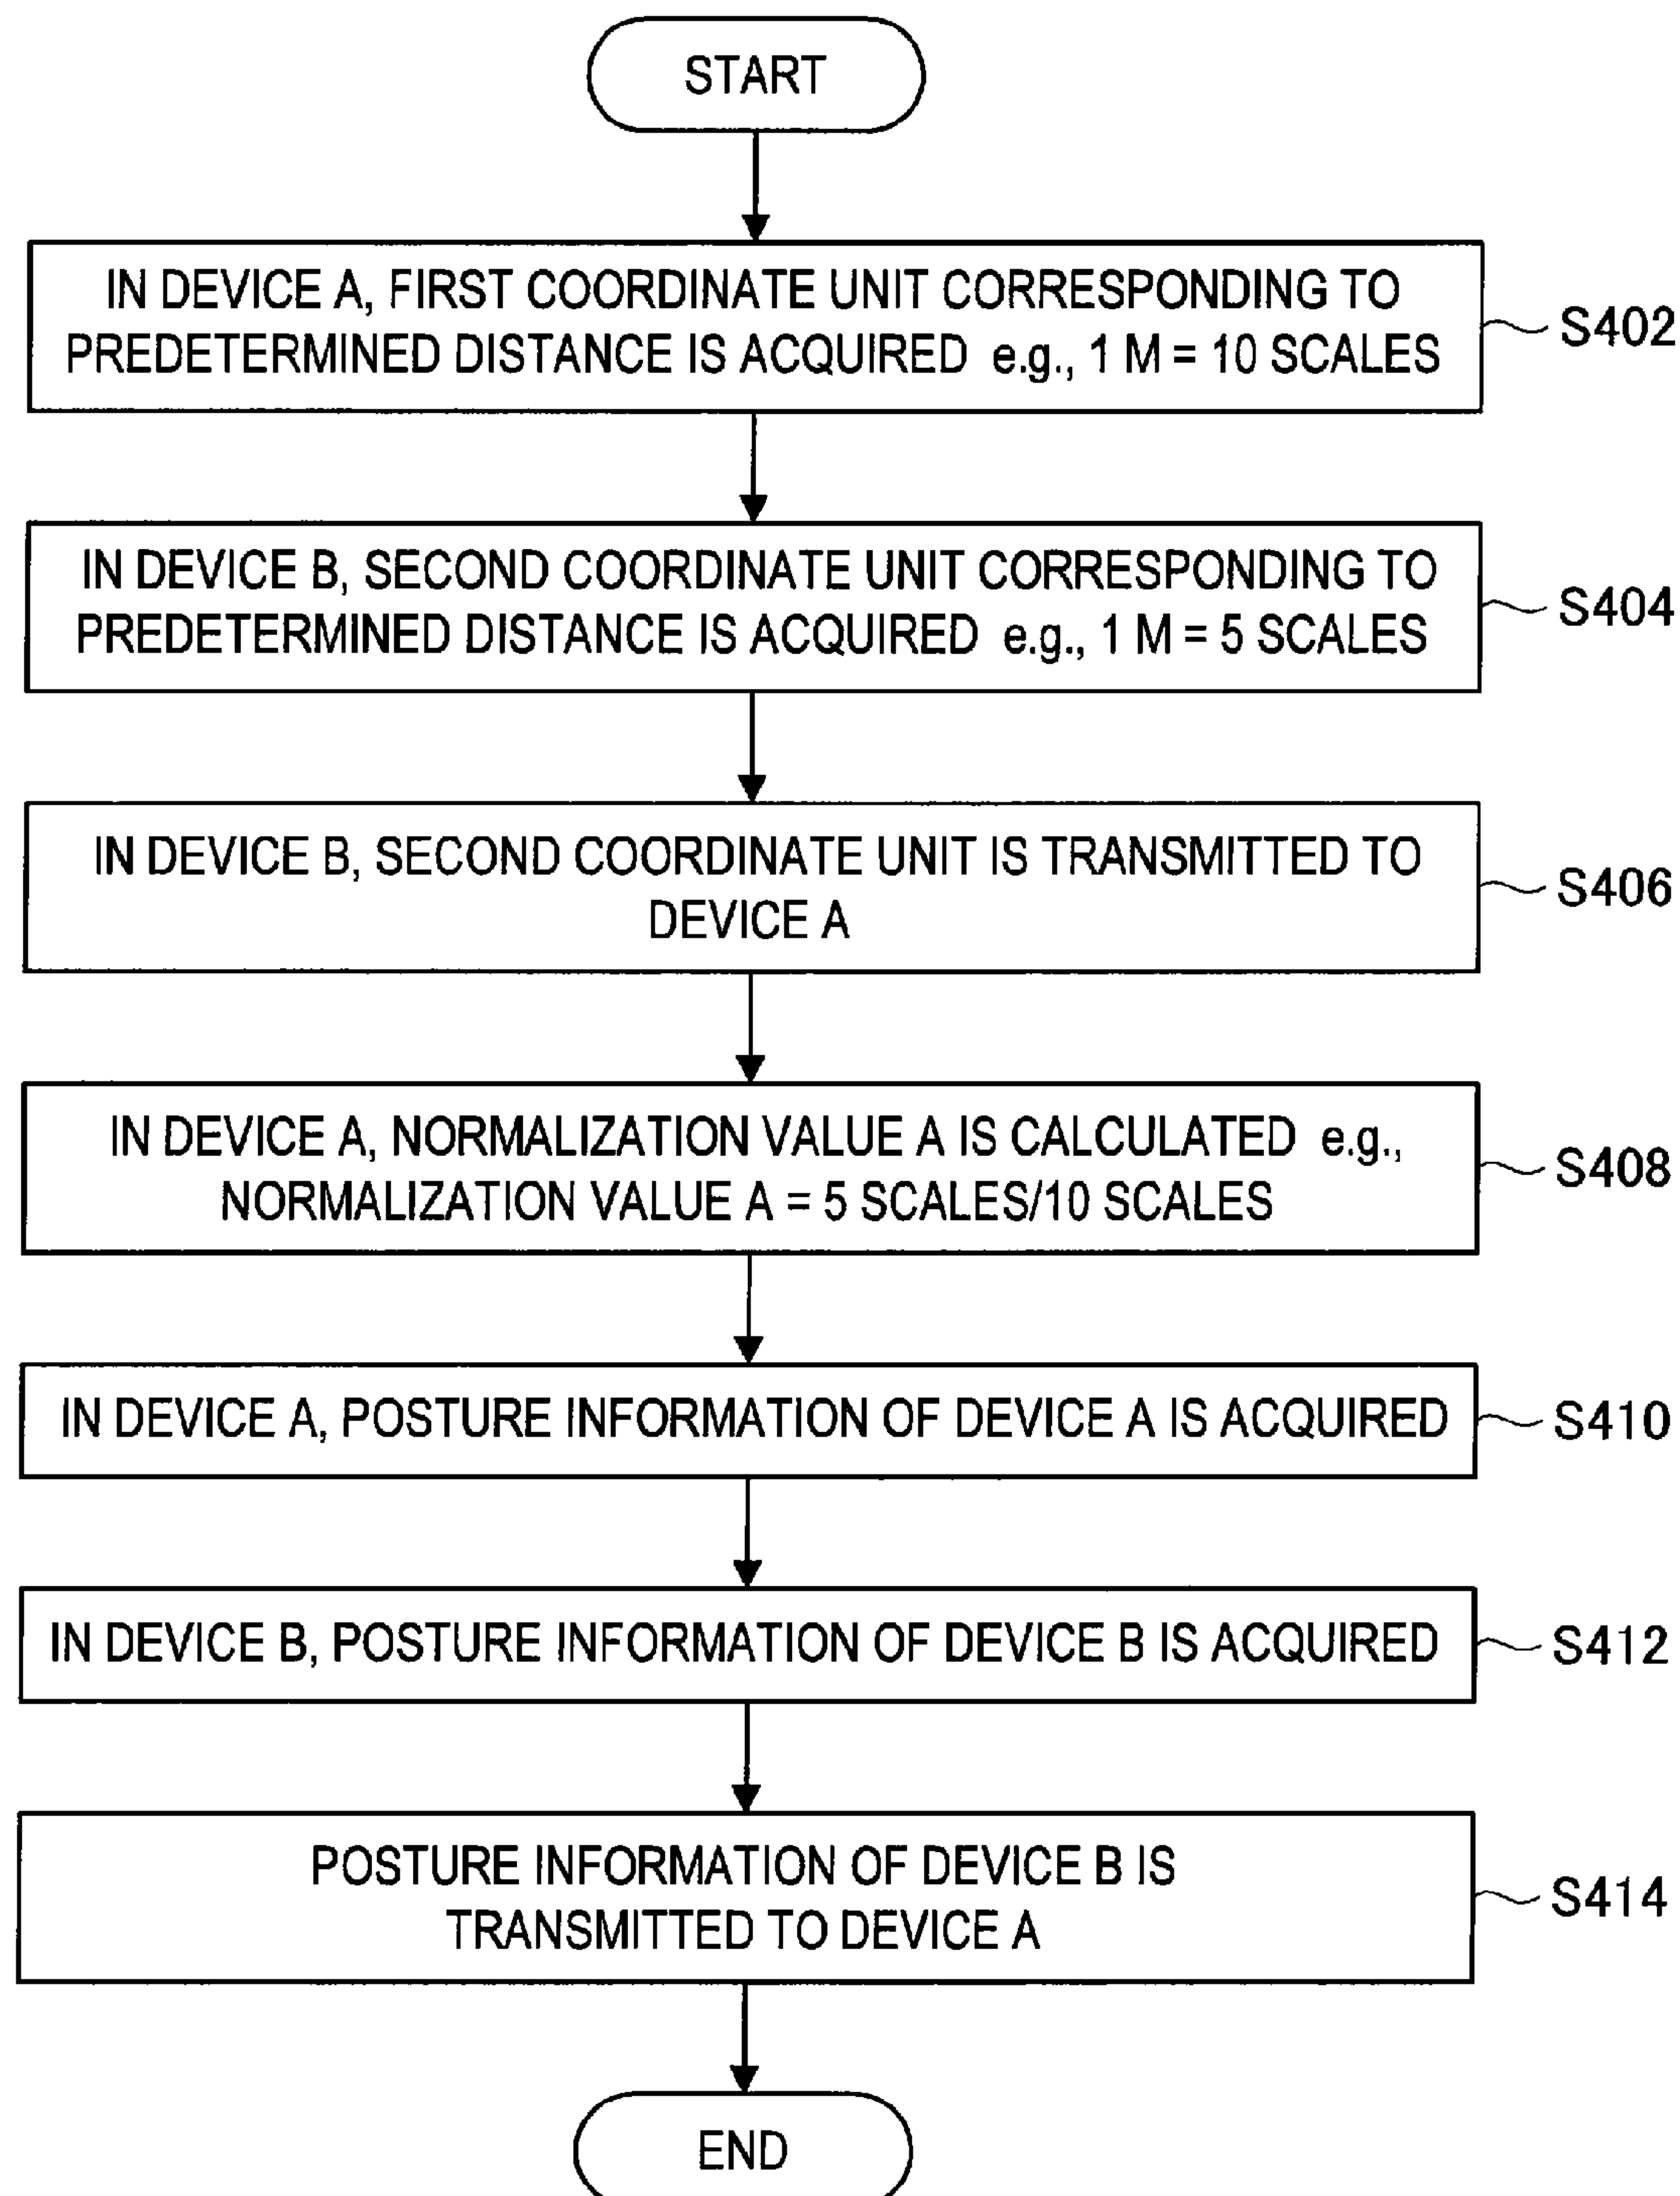 START
IN DEVICE A, FIRST COORDINATE UNIT CORRESPONDING TO
PREDETERMINED DISTANCE IS ACQUIRED e.g., 1 M = 10 SCALES
S402
IN DEVICE B, SECOND COORDINATE UNIT CORRESPONDING TO
PREDETERMINED DISTANCE IS ACQUIRED e.g., 1 M = 5 SCALES
S404
IN DEVICE B, SECOND COORDINATE UNIT IS TRANSMITTED TO
DEVICE A
S406
IN DEVICE A, NORMALIZATION VALUE A IS CALCULATED e.g.,
NORMALIZATION VALUE A = 5 SCALES/10 SCALES
S408
IN DEVICE A, POSTURE INFORMATION OF DEVICE A IS ACQUIRED
S410
IN DEVICE B, POSTURE INFORMATION OF DEVICE B IS ACQUIRED
S412
POSTURE INFORMATION OF DEVICE B IS
TRANSMITTED TO DEVICE A
S414
END